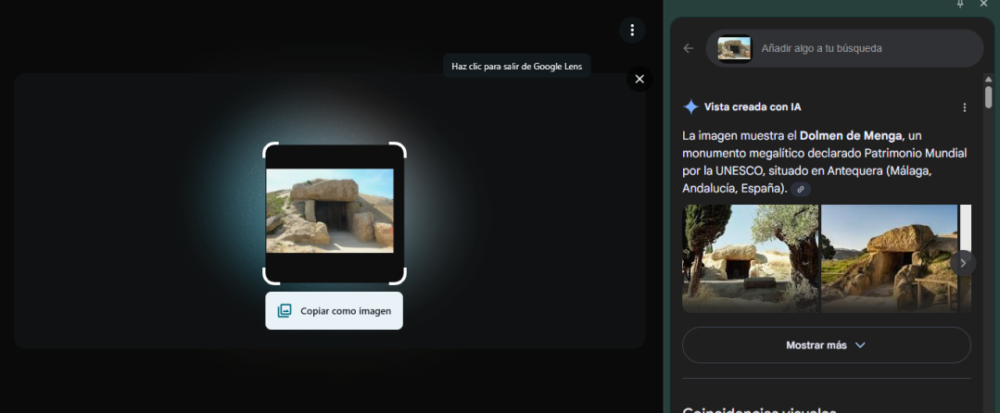 Haz clic para salir de Google Lens
Copiar como imagen
Añadir algo a tu búsqueda
Vista creada con IA
La imagen muestra el Dolmen de Menga, un
monumento megalítico declarado Patrimonio Mundial
por la UNESCO, situado en Antequera (Málaga,
Andalucía, España).
Mostrar más
Coincidencias visuales